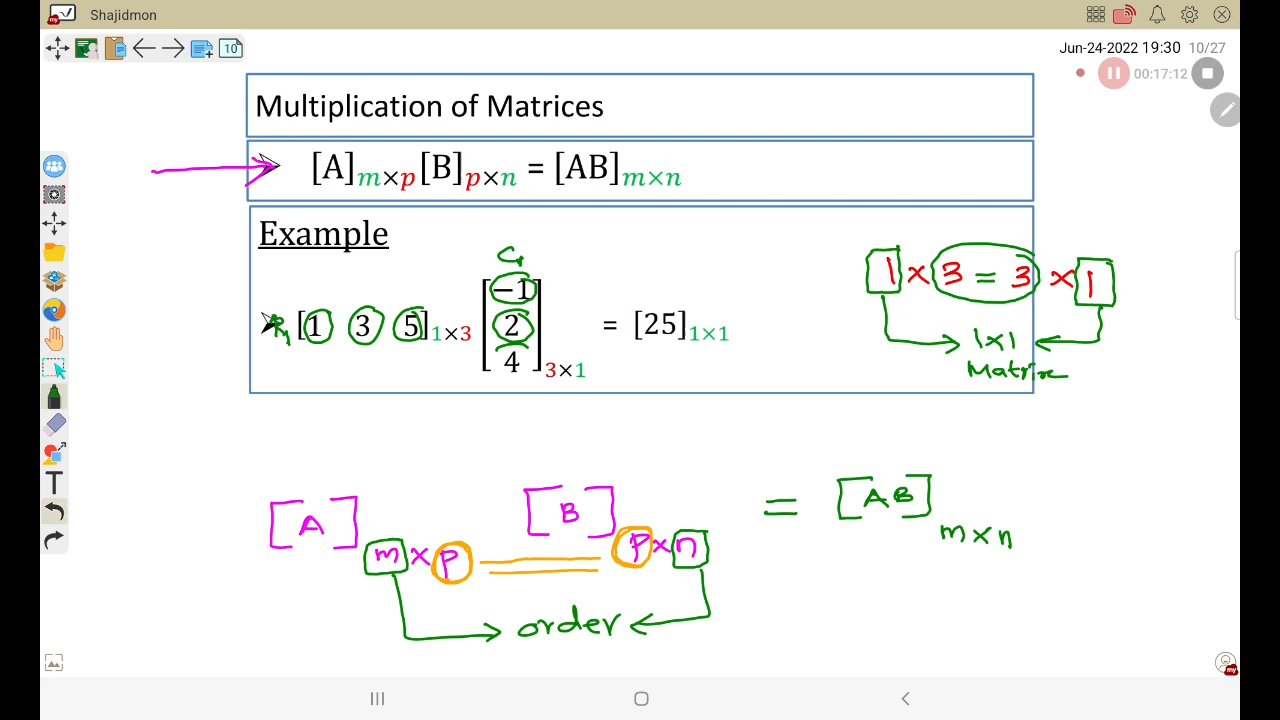 Shajidmon
Jun-24-2022 19:30 10/27
10
00:17:12
Multiplication of Matrices
➢ [A]m×p [B]p×n = [AB]m×n
Example
C1
➢ R1 [1 3 5]1×3 [−1 2 4]3×1 = [25]1×1
1 × 3 = 3 × 1
1×1
Matrix
[A]m×p [B]p×n = [AB]m×n
order
T